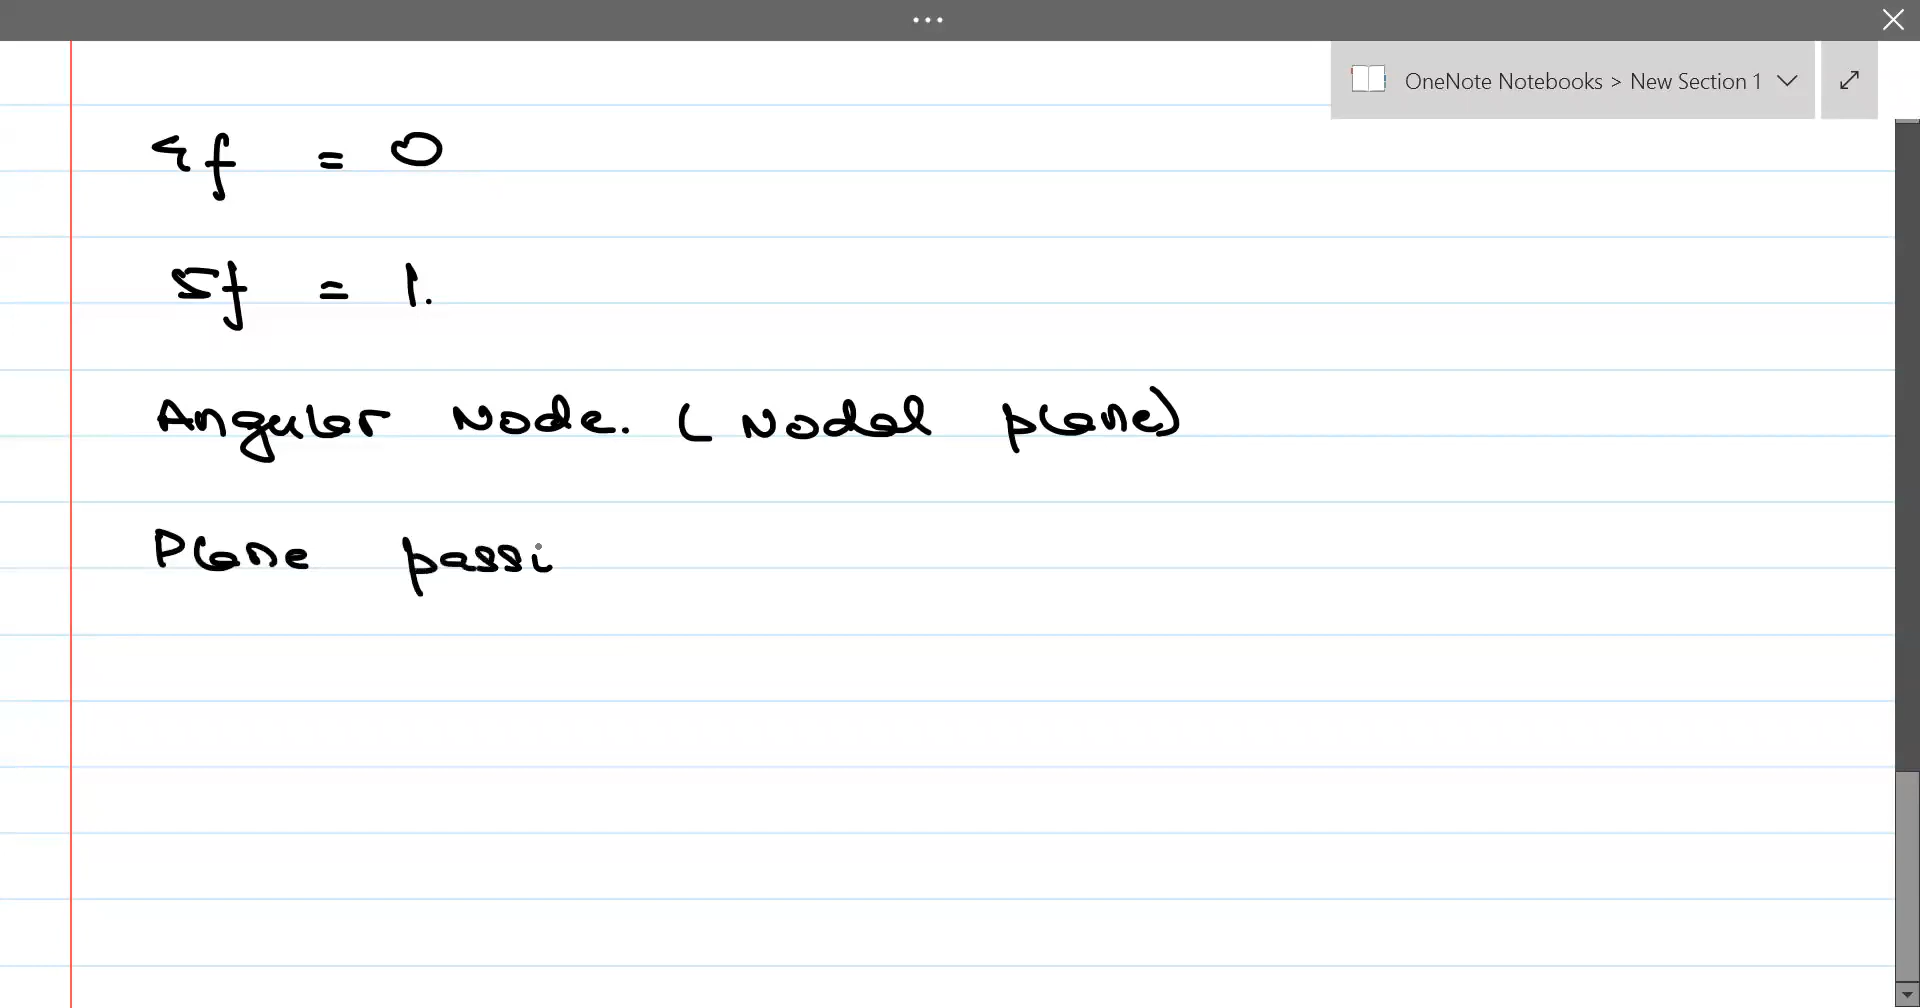 ...
OneNote Notebooks > New Section 1
4f = 0
5f = 1.
Angular Node. (Nodal plane)
Plane passi